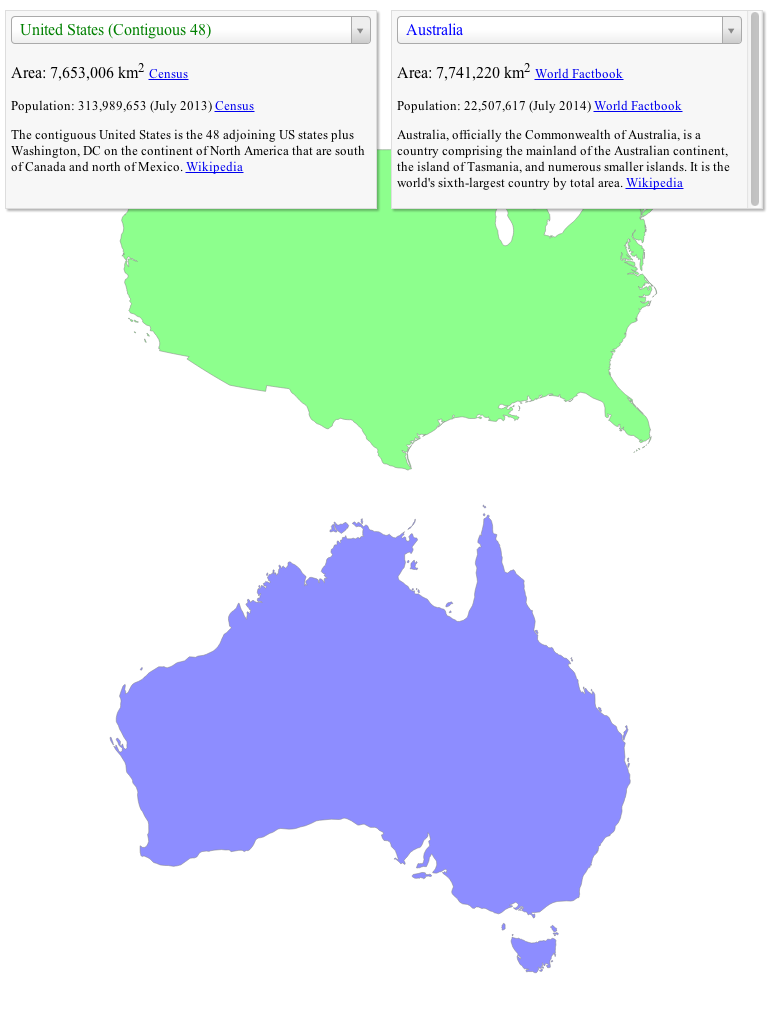 United States (Contiguous 48)
Area: 7,653,006 km2 Census
Population: 313,989,653 (July 2013) Census
The contiguous United States is the 48 adjoining US states plus
Washington, DC on the continent of North America that are south
of Canada and north of Mexico. Wikipedia
Australia
Area: 7,741,220 km2 World Factbook
Population: 22,507,617 (July 2014) World Factbook
Australia, officially the Commonwealth of Australia, is a
country comprising the mainland of the Australian continent,
the island of Tasmania, and numerous smaller islands. It is the
world's sixth-largest country by total area. Wikipedia